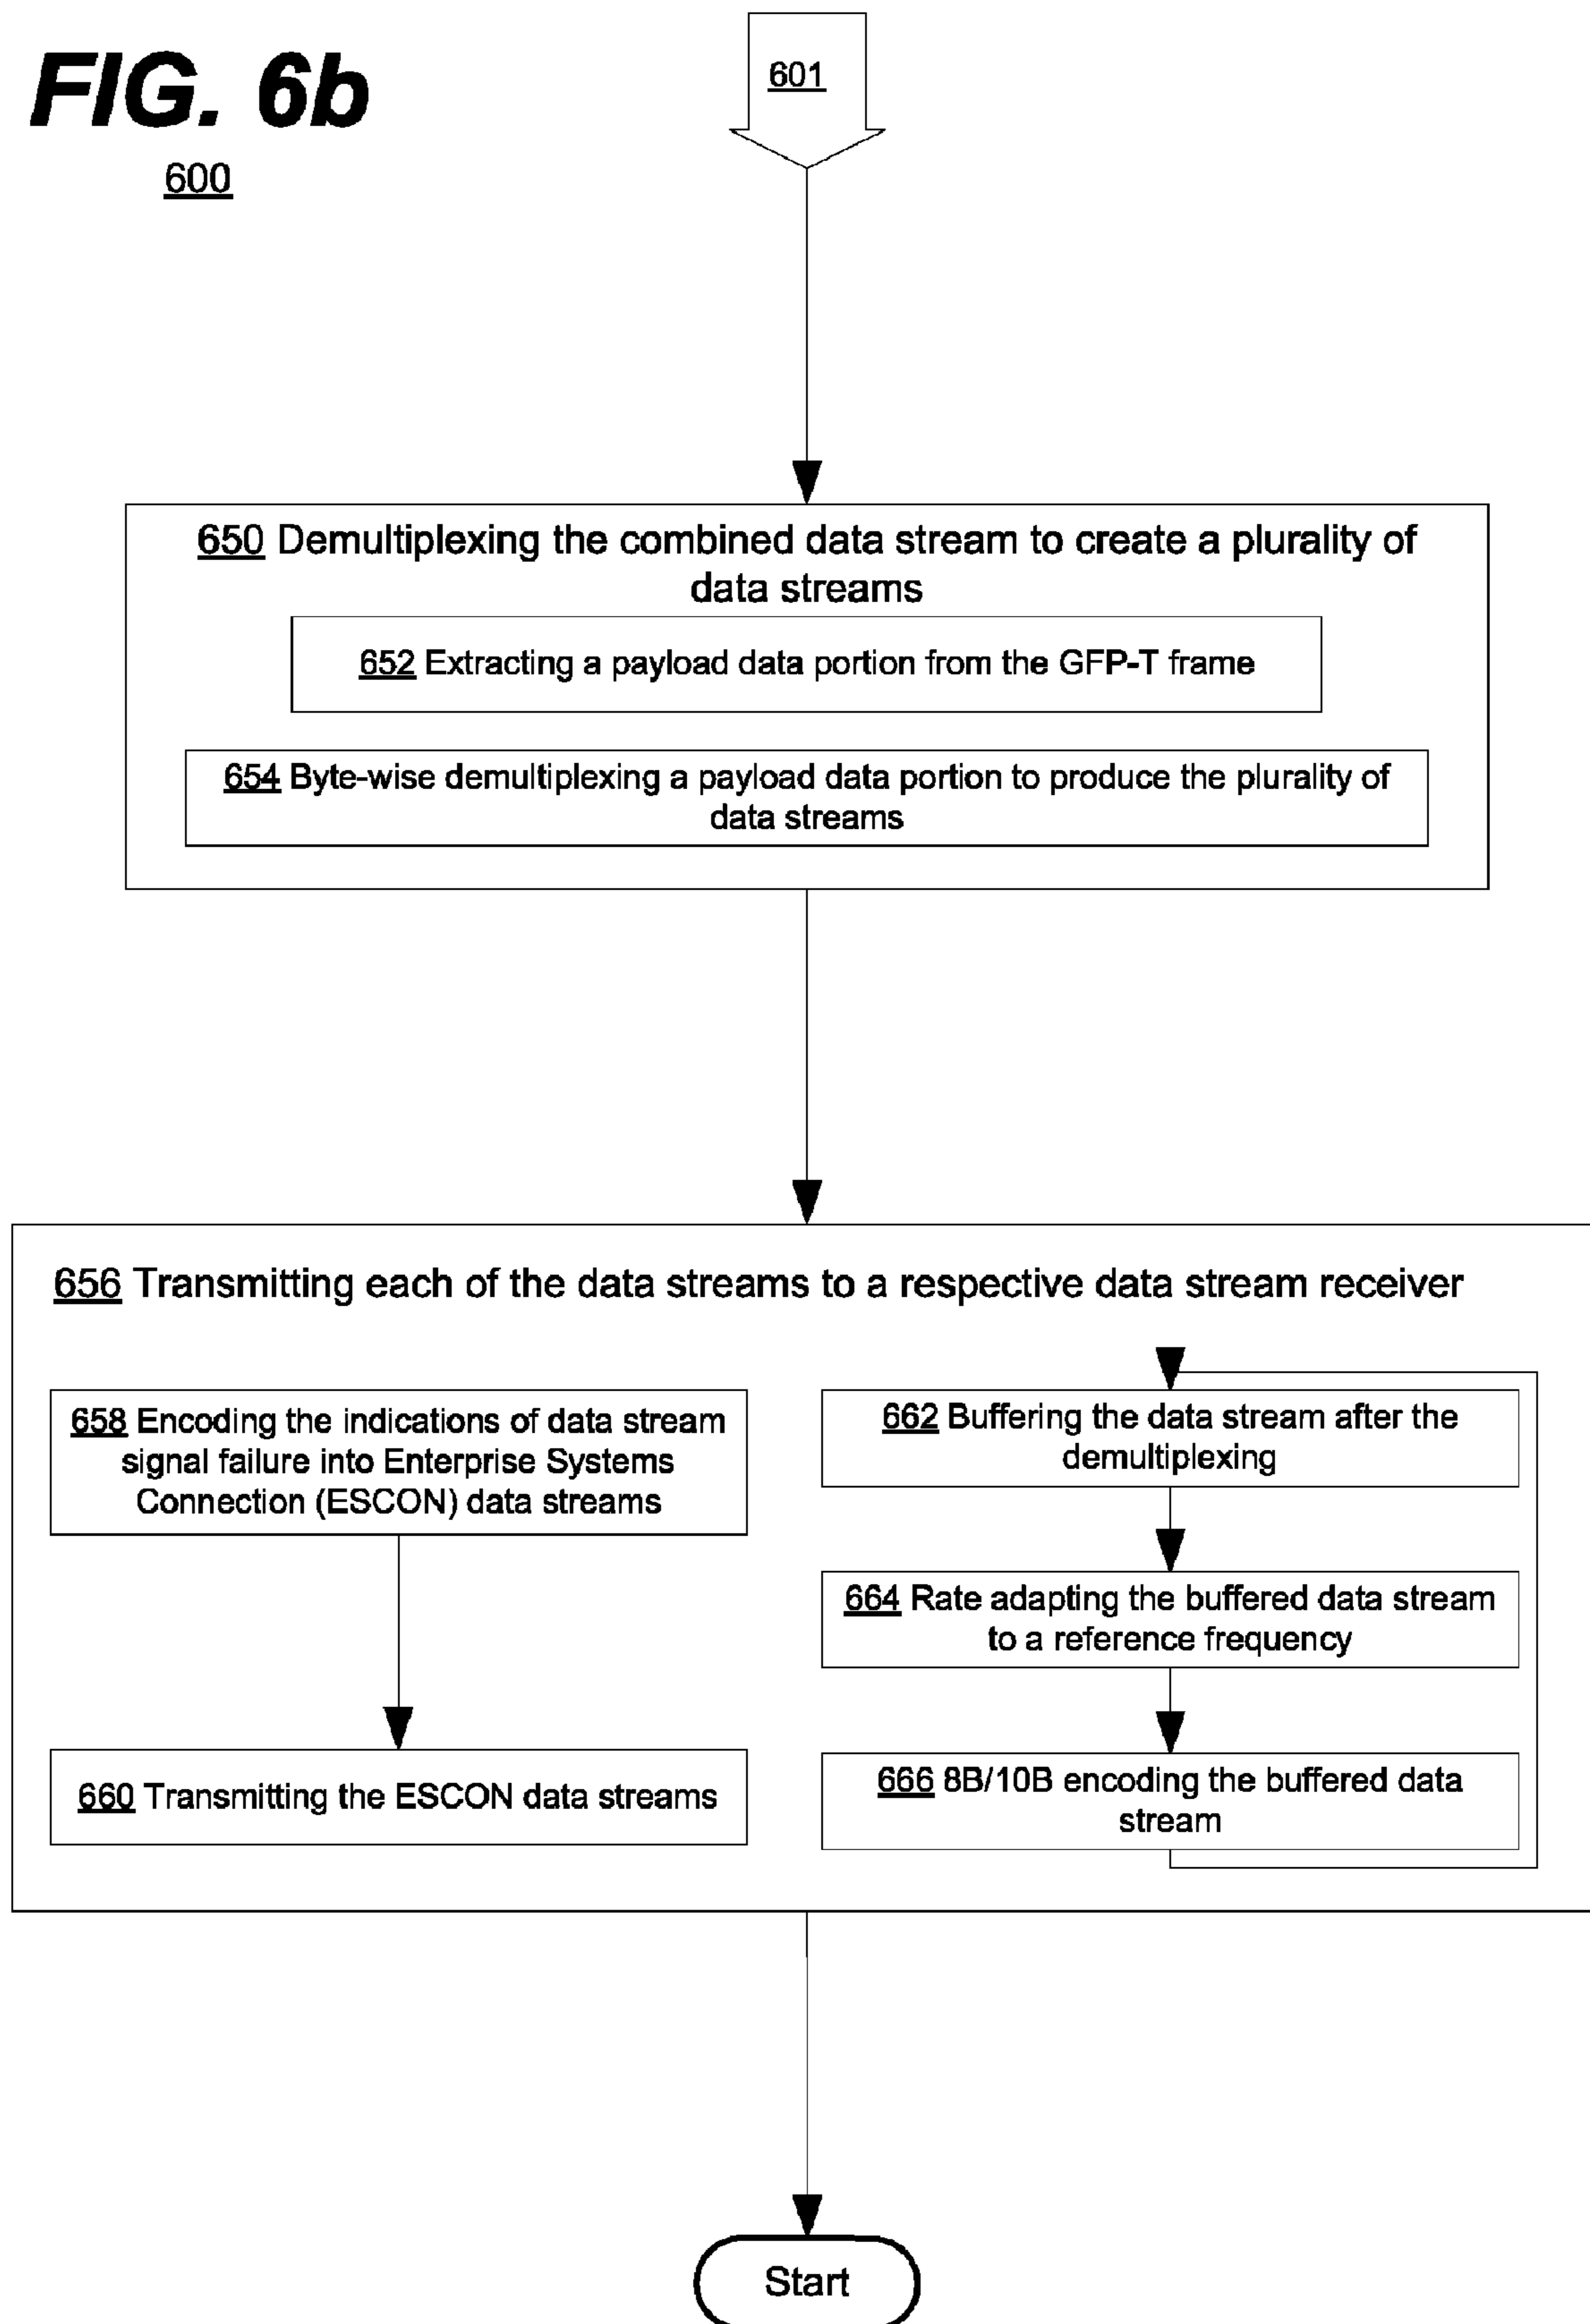 FIG. 6b
600
601
650 Demultiplexing the combined data stream to create a plurality of
data streams
652 Extracting a payload data portion from the GFP-T frame
654 Byte-wise demultiplexing a payload data portion to produce the plurality of
data streams
656 Transmitting each of the data streams to a respective data stream receiver
658 Encoding the indications of data stream
signal failure into Enterprise Systems
Connection (ESCON) data streams
660 Transmitting the ESCON data streams
662 Buffering the data stream after the
demultiplexing
664 Rate adapting the buffered data stream
to a reference frequency
666 8B/10B encoding the buffered data
stream
Start